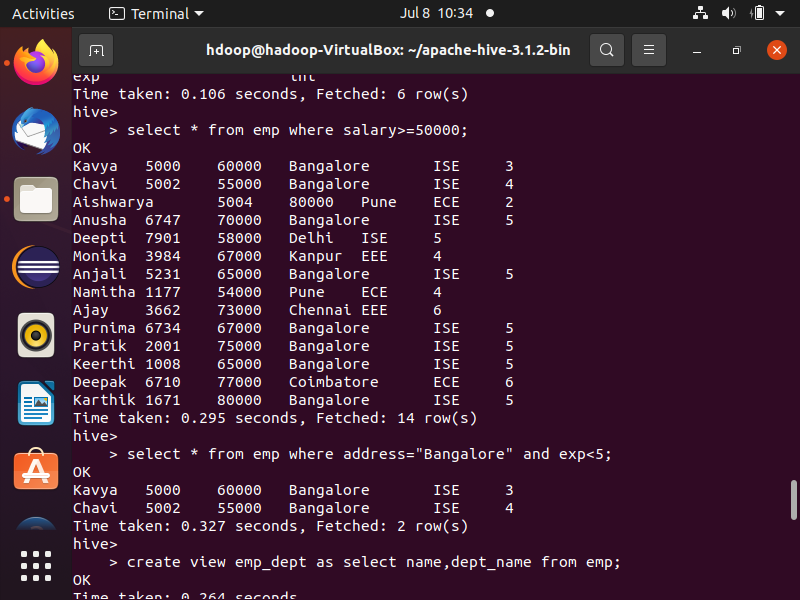 Activities Terminal Jul 8 10:34
hdoop@hadoop-VirtualBox: ~/apache-hive-3.1.2-bin
exp int
Time taken: 0.106 seconds, Fetched: 6 row(s)
hive>
    > select * from emp where salary>=50000;
OK
Kavya 5000 60000 Bangalore ISE 3
Chavi 5002 55000 Bangalore ISE 4
Aishwarya 5004 80000 Pune ECE 2
Anusha 6747 70000 Bangalore ISE 5
Deepti 7901 58000 Delhi ISE 5
Monika 3984 67000 Kanpur EEE 4
Anjali 5231 65000 Bangalore ISE 5
Namitha 1177 54000 Pune ECE 4
Ajay 3662 73000 Chennai EEE 6
Purnima 6734 67000 Bangalore ISE 5
Pratik 2001 75000 Bangalore ISE 5
Keerthi 1008 65000 Bangalore ISE 5
Deepak 6710 77000 Coimbatore ECE 6
Karthik 1671 80000 Bangalore ISE 5
Time taken: 0.295 seconds, Fetched: 14 row(s)
hive>
    > select * from emp where address="Bangalore" and exp<5;
OK
Kavya 5000 60000 Bangalore ISE 3
Chavi 5002 55000 Bangalore ISE 4
Time taken: 0.327 seconds, Fetched: 2 row(s)
hive>
    > create view emp_dept as select name,dept_name from emp;
OK
Time taken: 0.264 seconds